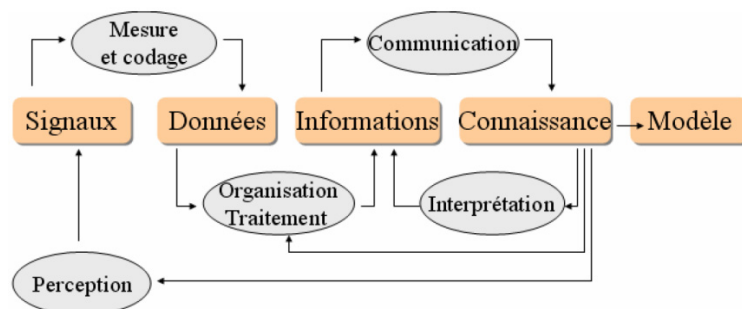 Mesure
et codage
Communication
Signaux
Données
Informations
Connaissance
Modèle
Organisation
Traitement
Interprétation
Perception